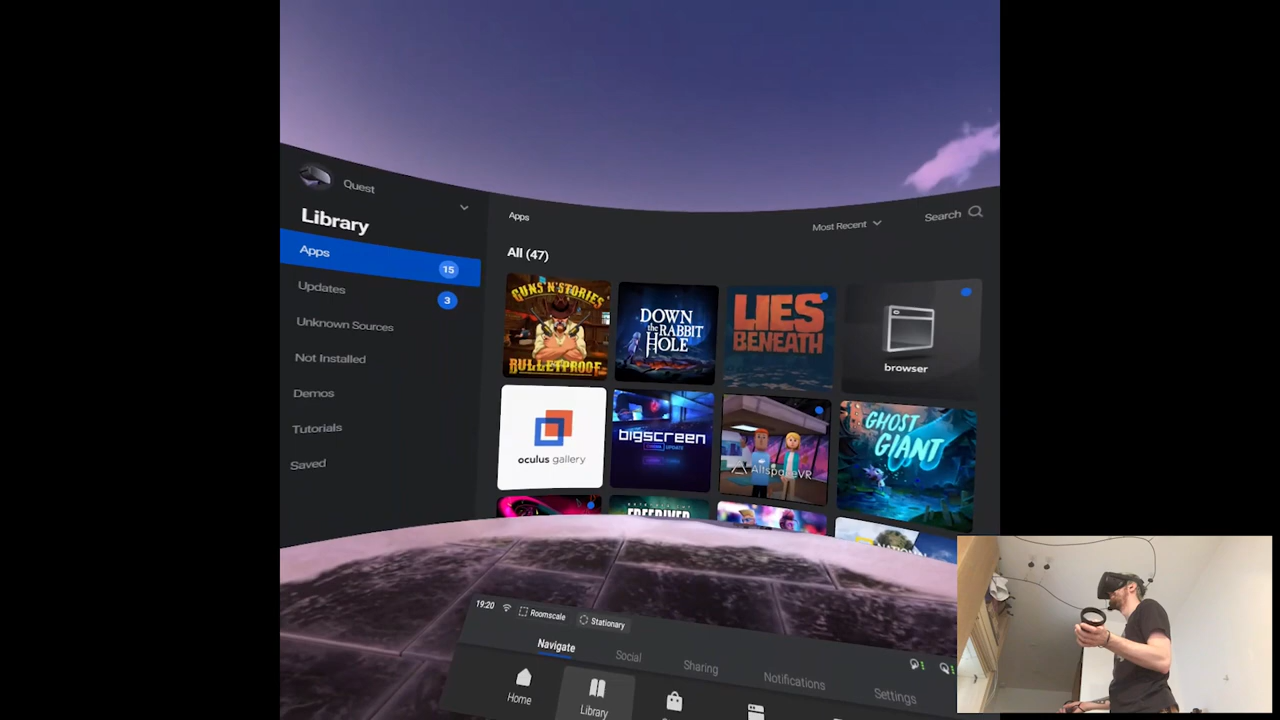 Quest
Library
Apps
15
Updates
3
Unknown Sources
Not Installed
Demos
Tutorials
Saved
Apps
Most Recent
Search
All (47)
GUNS N' STORIES
BULLETPROOF
DOWN
the RABBIT
HOLE
LIES
BENEATH
browser
oculus gallery
bigscreen
UPDATE
AltspaceVR
GHOST
GIANT
FREEDIVER
19:20
Roomscale
Stationary
Navigate
Social
Sharing
Notifications
Settings
Home
Library